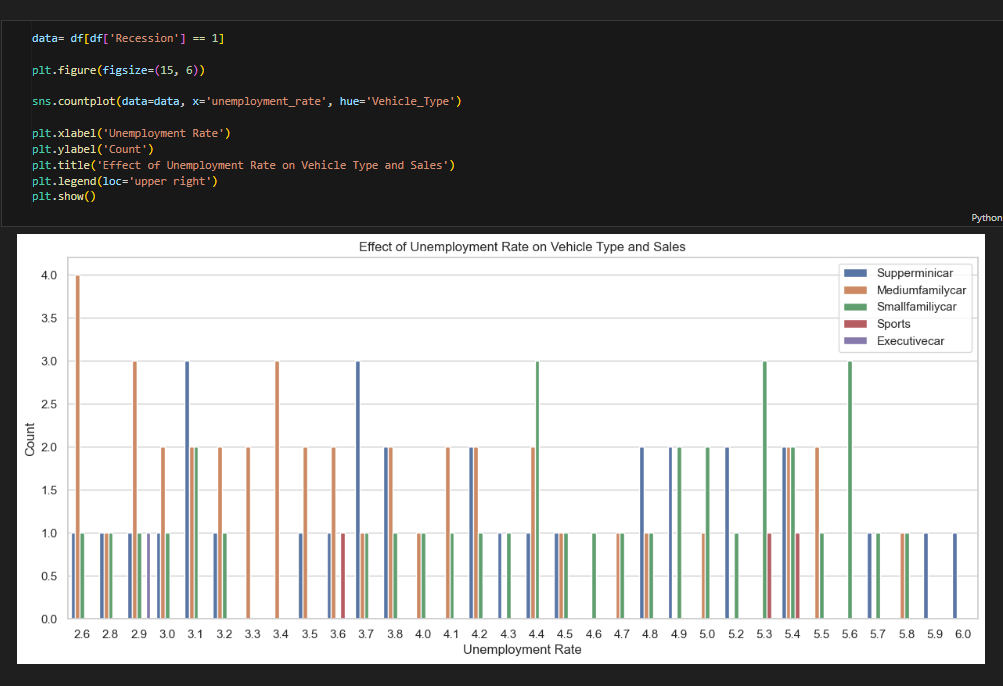 data= df[df['Recession'] == 1]
plt.figure(figsize=(15, 6))
sns.countplot(data=data, x='unemployment_rate', hue='Vehicle_Type')
plt.xlabel('Unemployment Rate')
plt.ylabel('Count')
plt.title('Effect of Unemployment Rate on Vehicle Type and Sales')
plt.legend(loc='upper right')
plt.show()
Python
Effect of Unemployment Rate on Vehicle Type and Sales
Supperminicar
Mediumfamilycar
Smallfamiliycar
Sports
Executivecar
4.0
3.5
3.0
2.5
2.0
1.5
1.0
0.5
0.0
Count
2.6 2.8 2.9 3.0 3.1 3.2 3.3 3.4 3.5 3.6 3.7 3.8 4.0 4.1 4.2 4.3 4.4 4.5 4.6 4.7 4.8 4.9 5.0 5.2 5.3 5.4 5.5 5.6 5.7 5.8 5.9 6.0
Unemployment Rate